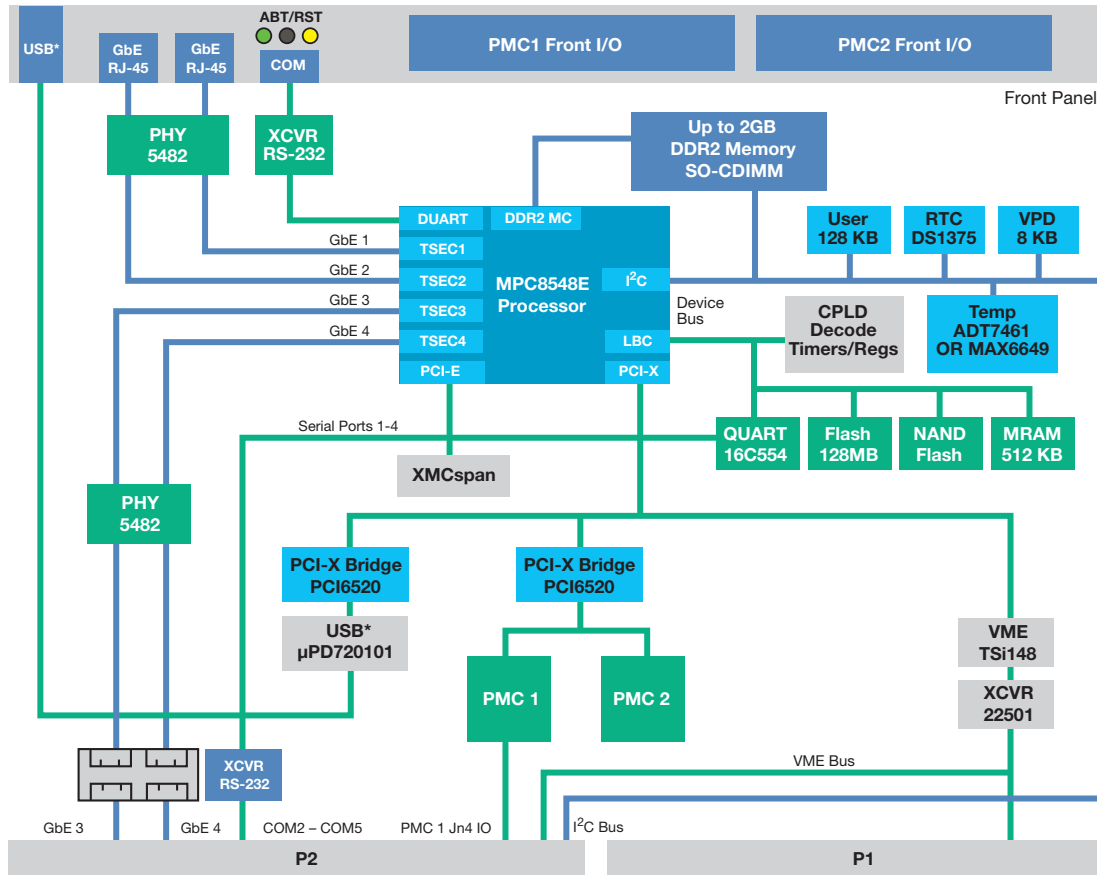 ABT/RST
USB*
GbE
RJ-45
GbE
RJ-45
COM
PMC1 Front I/O
PMC2 Front I/O
Front Panel
PHY
5482
XCVR
RS-232
Up to 2GB
DDR2 Memory
SO-CDIMM
DUART
DDR2 MC
User
128 KB
RTC
DS1375
VPD
8 KB
GbE 1
TSEC1
GbE 2
TSEC2
MPC8548E
Processor
I²C
GbE 3
TSEC3
Device
Bus
CPLD
Decode
Timers/Regs
Temp
ADT7461
OR MAX6649
GbE 4
TSEC4
LBC
PCI-E
PCI-X
Serial Ports 1-4
QUART
16C554
Flash
128MB
NAND
Flash
MRAM
512 KB
XMCspan
PHY
5482
PCI-X Bridge
PCI6520
PCI-X Bridge
PCI6520
USB*
µPD720101
VME
TSi148
PMC 1
PMC 2
XCVR
22501
XCVR
RS-232
VME Bus
GbE 3
GbE 4
COM2 – COM5
PMC 1 Jn4 IO
I²C Bus
P2
P1